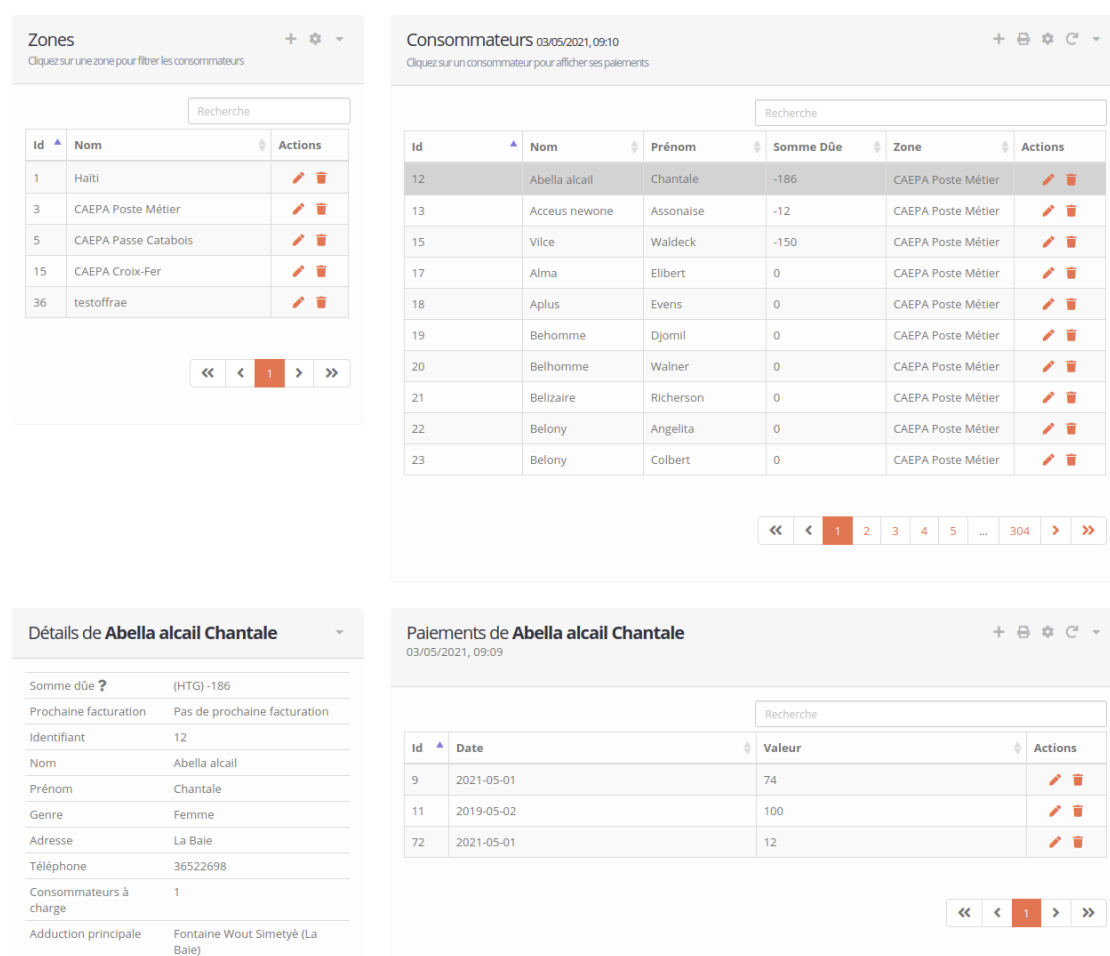 Zones
Cliquez sur une zone pour filtrer les consommateurs
Recherche
Id Nom Actions
1 Haïti
3 CAEPA Poste Métier
5 CAEPA Passe Catabois
15 CAEPA Croix-Fer
36 testoffrae
1
Consommateurs 03/05/2021, 09:10
Cliquez sur un consommateur pour afficher ses paiements
Recherche
Id Nom Prénom Somme Dûe Zone Actions
12 Abella alcail Chantale -186 CAEPA Poste Métier
13 Acceus newone Assonaise -12 CAEPA Poste Métier
15 Vilce Waldeck -150 CAEPA Poste Métier
17 Alma Elibert 0 CAEPA Poste Métier
18 Aplus Evens 0 CAEPA Poste Métier
19 Behomme Djomil 0 CAEPA Poste Métier
20 Belhomme Walner 0 CAEPA Poste Métier
21 Belizaire Richerson 0 CAEPA Poste Métier
22 Belony Angelita 0 CAEPA Poste Métier
23 Belony Colbert 0 CAEPA Poste Métier
1 2 3 4 5 ... 304
Détails de Abella alcail Chantale
Somme dûe ? (HTG) -186
Prochaine facturation Pas de prochaine facturation
Identifiant 12
Nom Abella alcail
Prénom Chantale
Genre Femme
Adresse La Baie
Téléphone 36522698
Consommateurs à 1
charge
Adduction principale Fontaine Wout Simetyè (La
Baie)
Paiements de Abella alcail Chantale
03/05/2021, 09:09
Recherche
Id Date Valeur Actions
9 2021-05-01 74
11 2019-05-02 100
72 2021-05-01 12
1